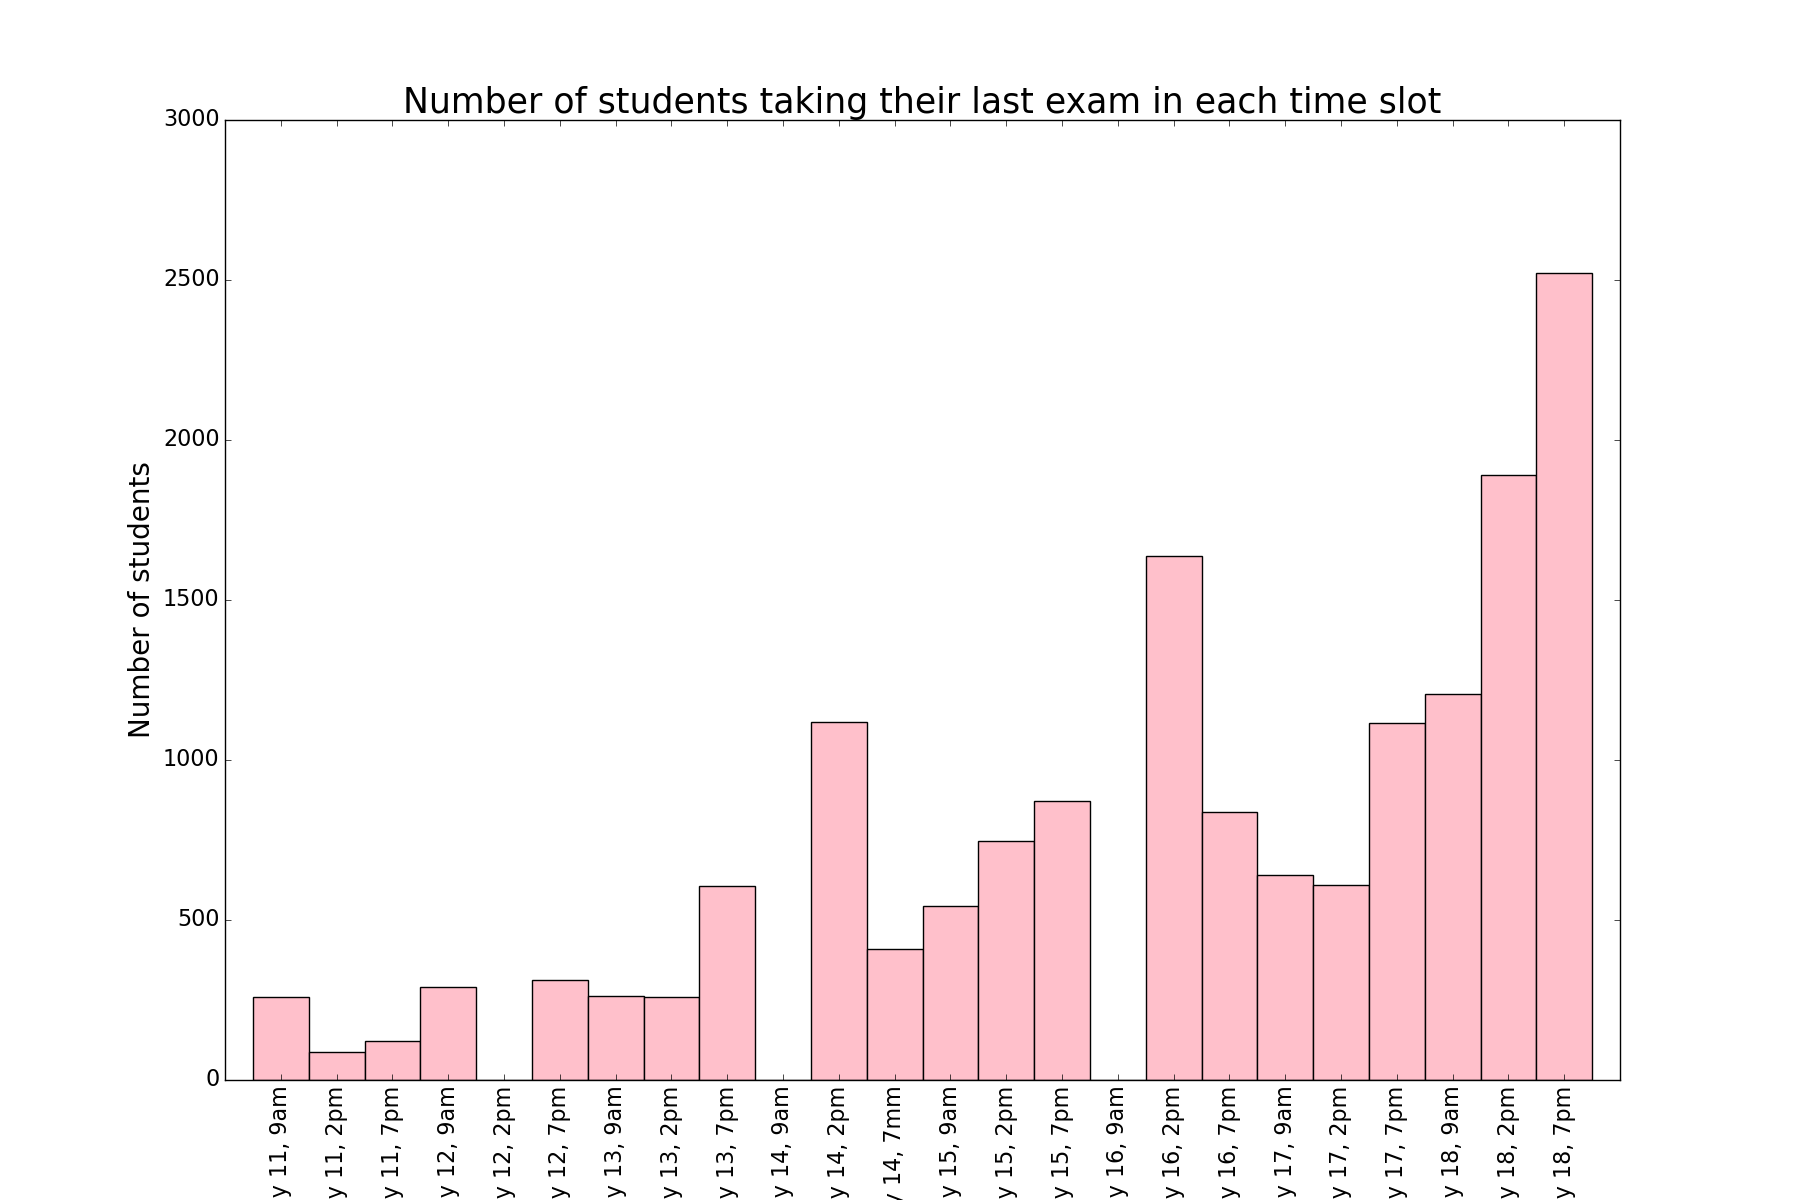 Number of students taking their last exam in each time slot
Number of students
3000
2500
2000
1500
1000
500
0
y 11, 9am
y 11, 2pm
y 11, 7pm
y 12, 9am
y 12, 2pm
y 12, 7pm
y 13, 9am
y 13, 2pm
y 13, 7pm
y 14, 9am
y 14, 2pm
y 14, 7mm
y 15, 9am
y 15, 2pm
y 15, 7pm
y 16, 9am
y 16, 2pm
y 16, 7pm
y 17, 9am
y 17, 2pm
y 17, 7pm
y 18, 9am
y 18, 2pm
y 18, 7pm